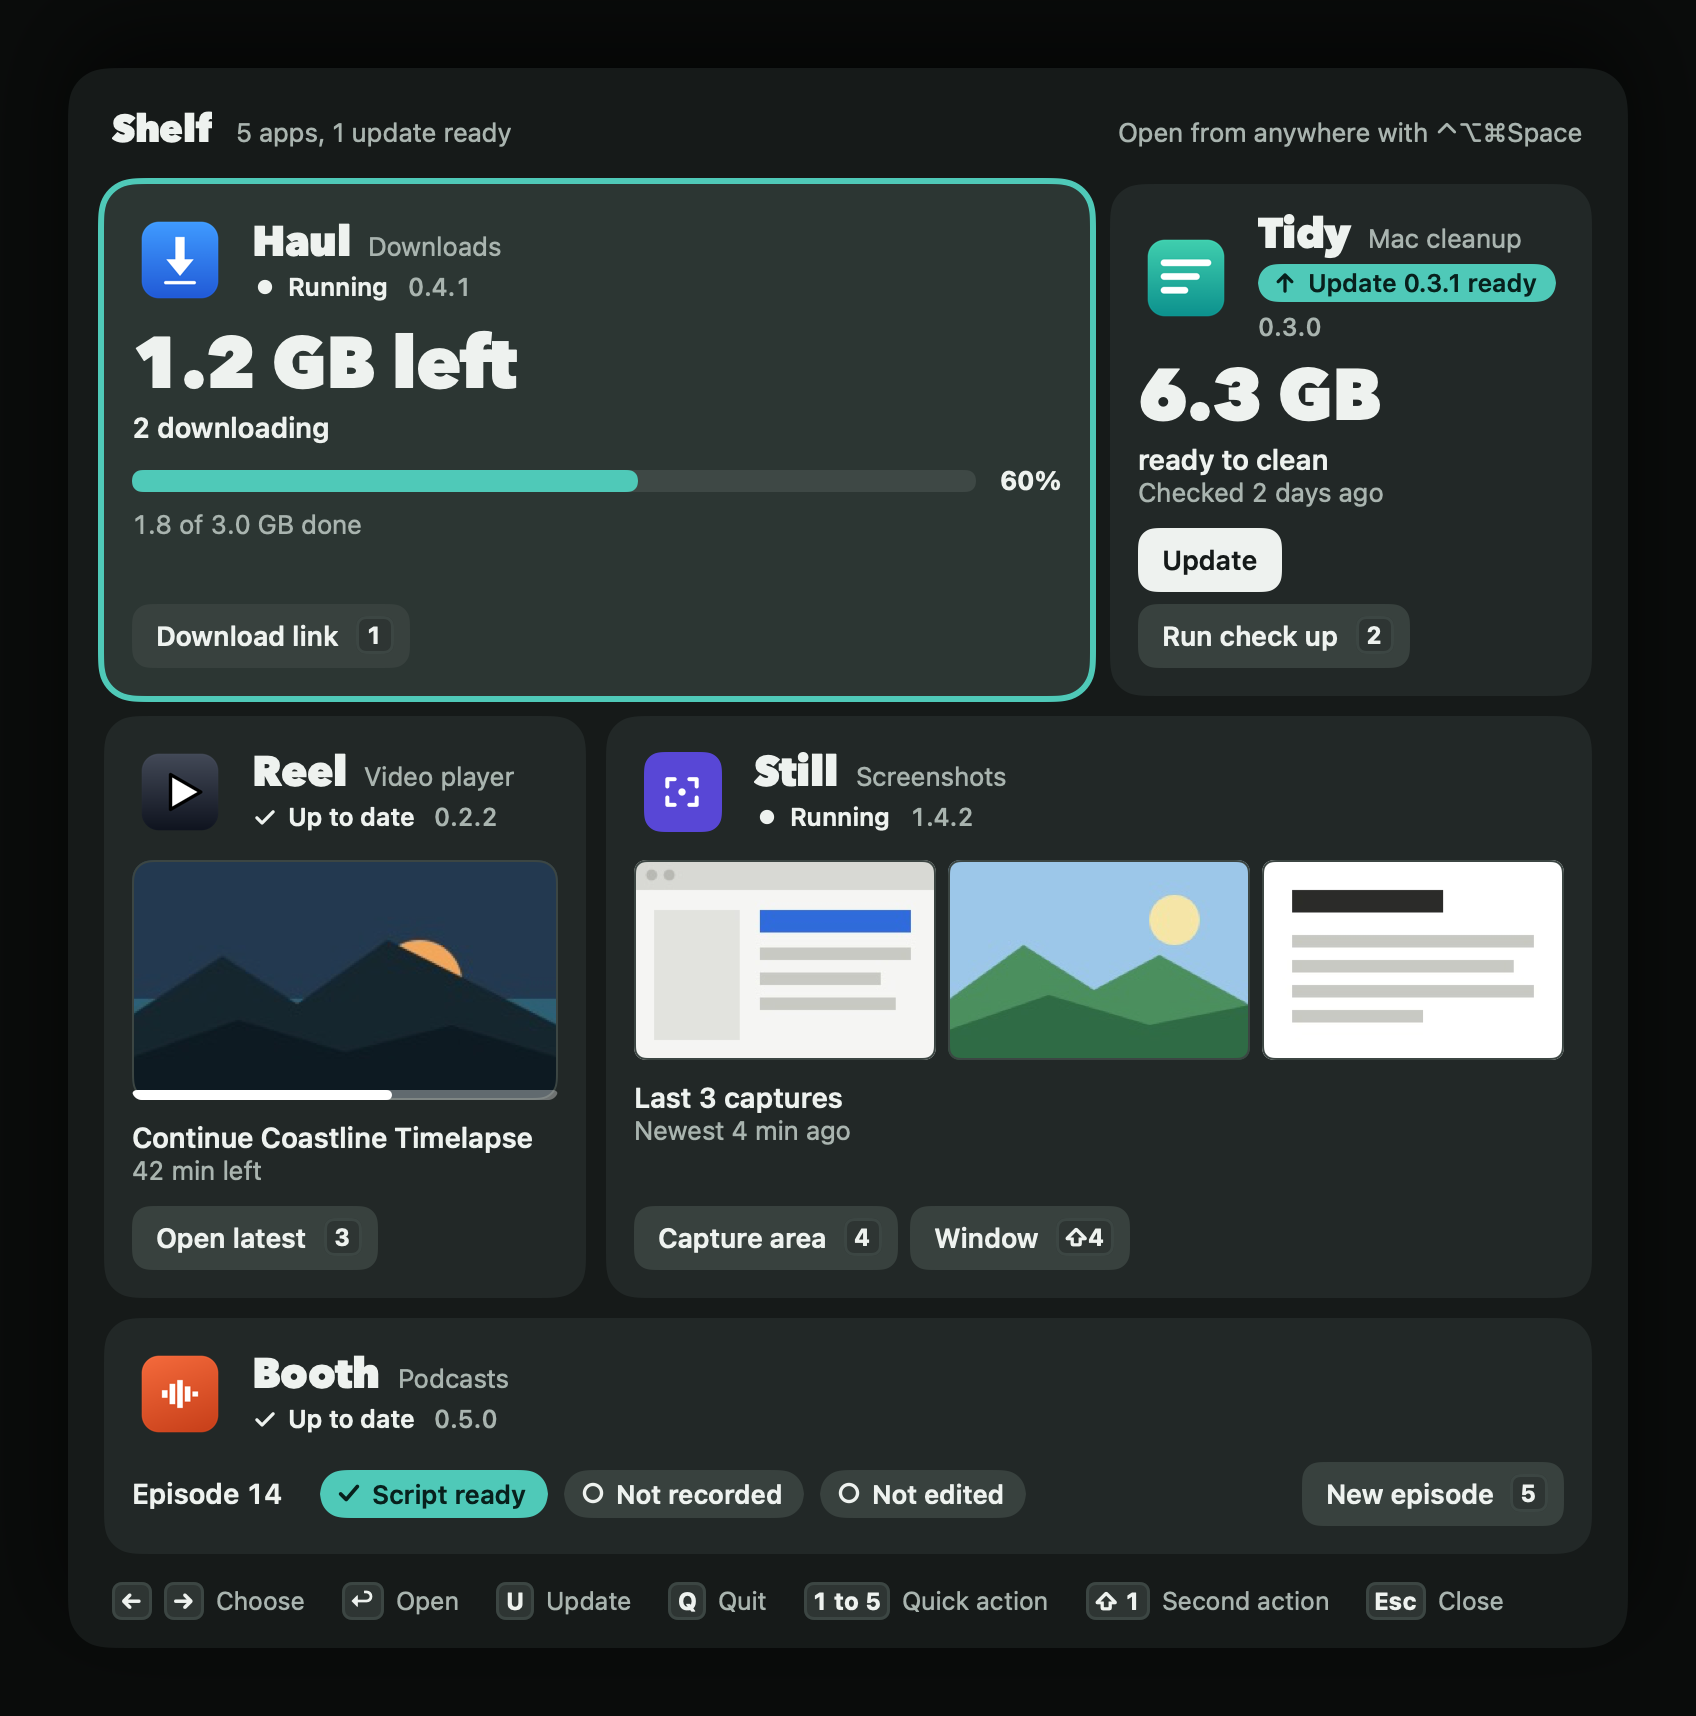 Shelf 5 apps, 1 update ready
Open from anywhere with ⌃⌥⌘Space
Haul Downloads
Running 0.4.1
1.2 GB left
2 downloading
60%
1.8 of 3.0 GB done
Download link 1
Tidy Mac cleanup
↑ Update 0.3.1 ready
0.3.0
6.3 GB
ready to clean
Checked 2 days ago
Update
Run check up 2
Reel Video player
✓ Up to date 0.2.2
Continue Coastline Timelapse
42 min left
Open latest 3
Still Screenshots
Running 1.4.2
Last 3 captures
Newest 4 min ago
Capture area 4
Window ⇧4
Booth Podcasts
✓ Up to date 0.5.0
Episode 14 ✓ Script ready Not recorded Not edited New episode 5
← → Choose ↩ Open U Update Q Quit 1 to 5 Quick action ⇧ 1 Second action Esc Close